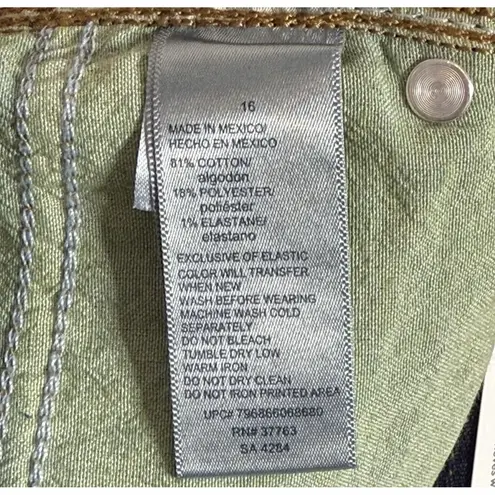 16
MADE IN MEXICO/
HECHO EN MEXICO
81% COTTON/
algodon
18% POLYESTER/
poliéster
1% ELASTANE/
elastano
EXCLUSIVE OF ELASTIC
COLOR WILL TRANSFER
WHEN NEW
WASH BEFORE WEARING
MACHINE WASH COLD
SEPARATELY
DO NOT BLEACH
TUMBLE DRY LOW
WARM IRON
DO NOT DRY CLEAN
DO NOT IRON PRINTED AREA
UPC# 796866068680
RN# 37763
SA 4284